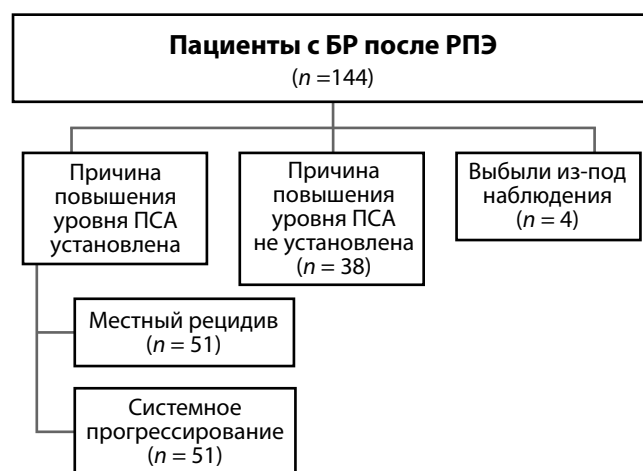 Пациенты с БР после РПЭ
(n =144)
Причина
повышения
уровня ПСА
установлена
Причина
повышения
уровня ПСА
не установлена
(n = 38)
Выбыли из-под
наблюдения
(n = 4)
Местный рецидив
(n = 51)
Системное
прогрессирование
(n = 51)